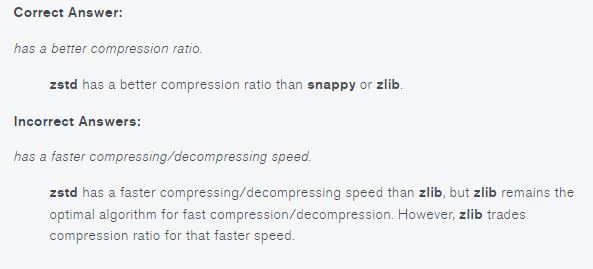 Correct Answer:
has a better compression ratio.
zstd has a better compression ratio than snappy or zlib.
Incorrect Answers:
has a faster compressing/decompressing speed.
zstd has a faster compressing/decompressing speed than zlib, but zlib remains the
optimal algorithm for fast compression/decompression. However, zlib trades
compression ratio for that faster speed.